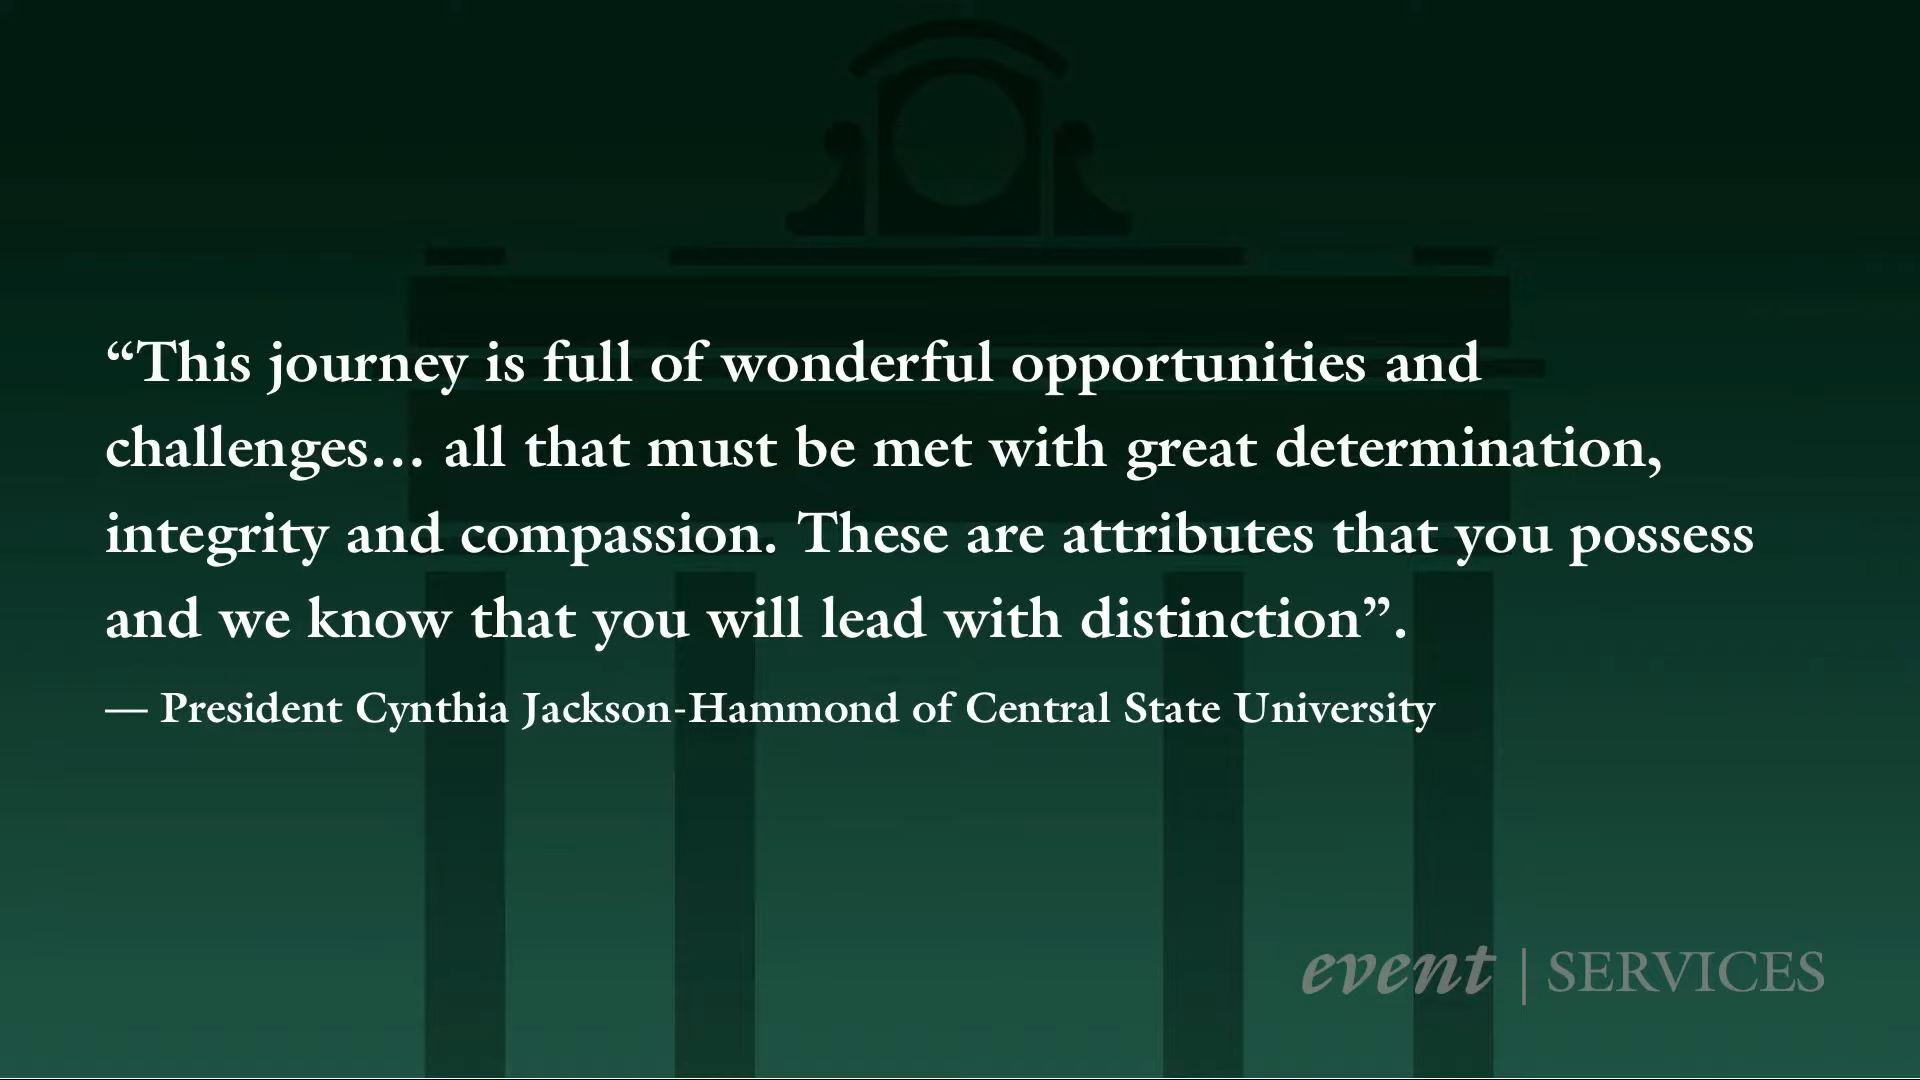 “This journey is full of wonderful opportunities and
challenges… all that must be met with great determination,
integrity and compassion. These are attributes that you possess
and we know that you will lead with distinction”.
— President Cynthia Jackson-Hammond of Central State University
event | SERVICES